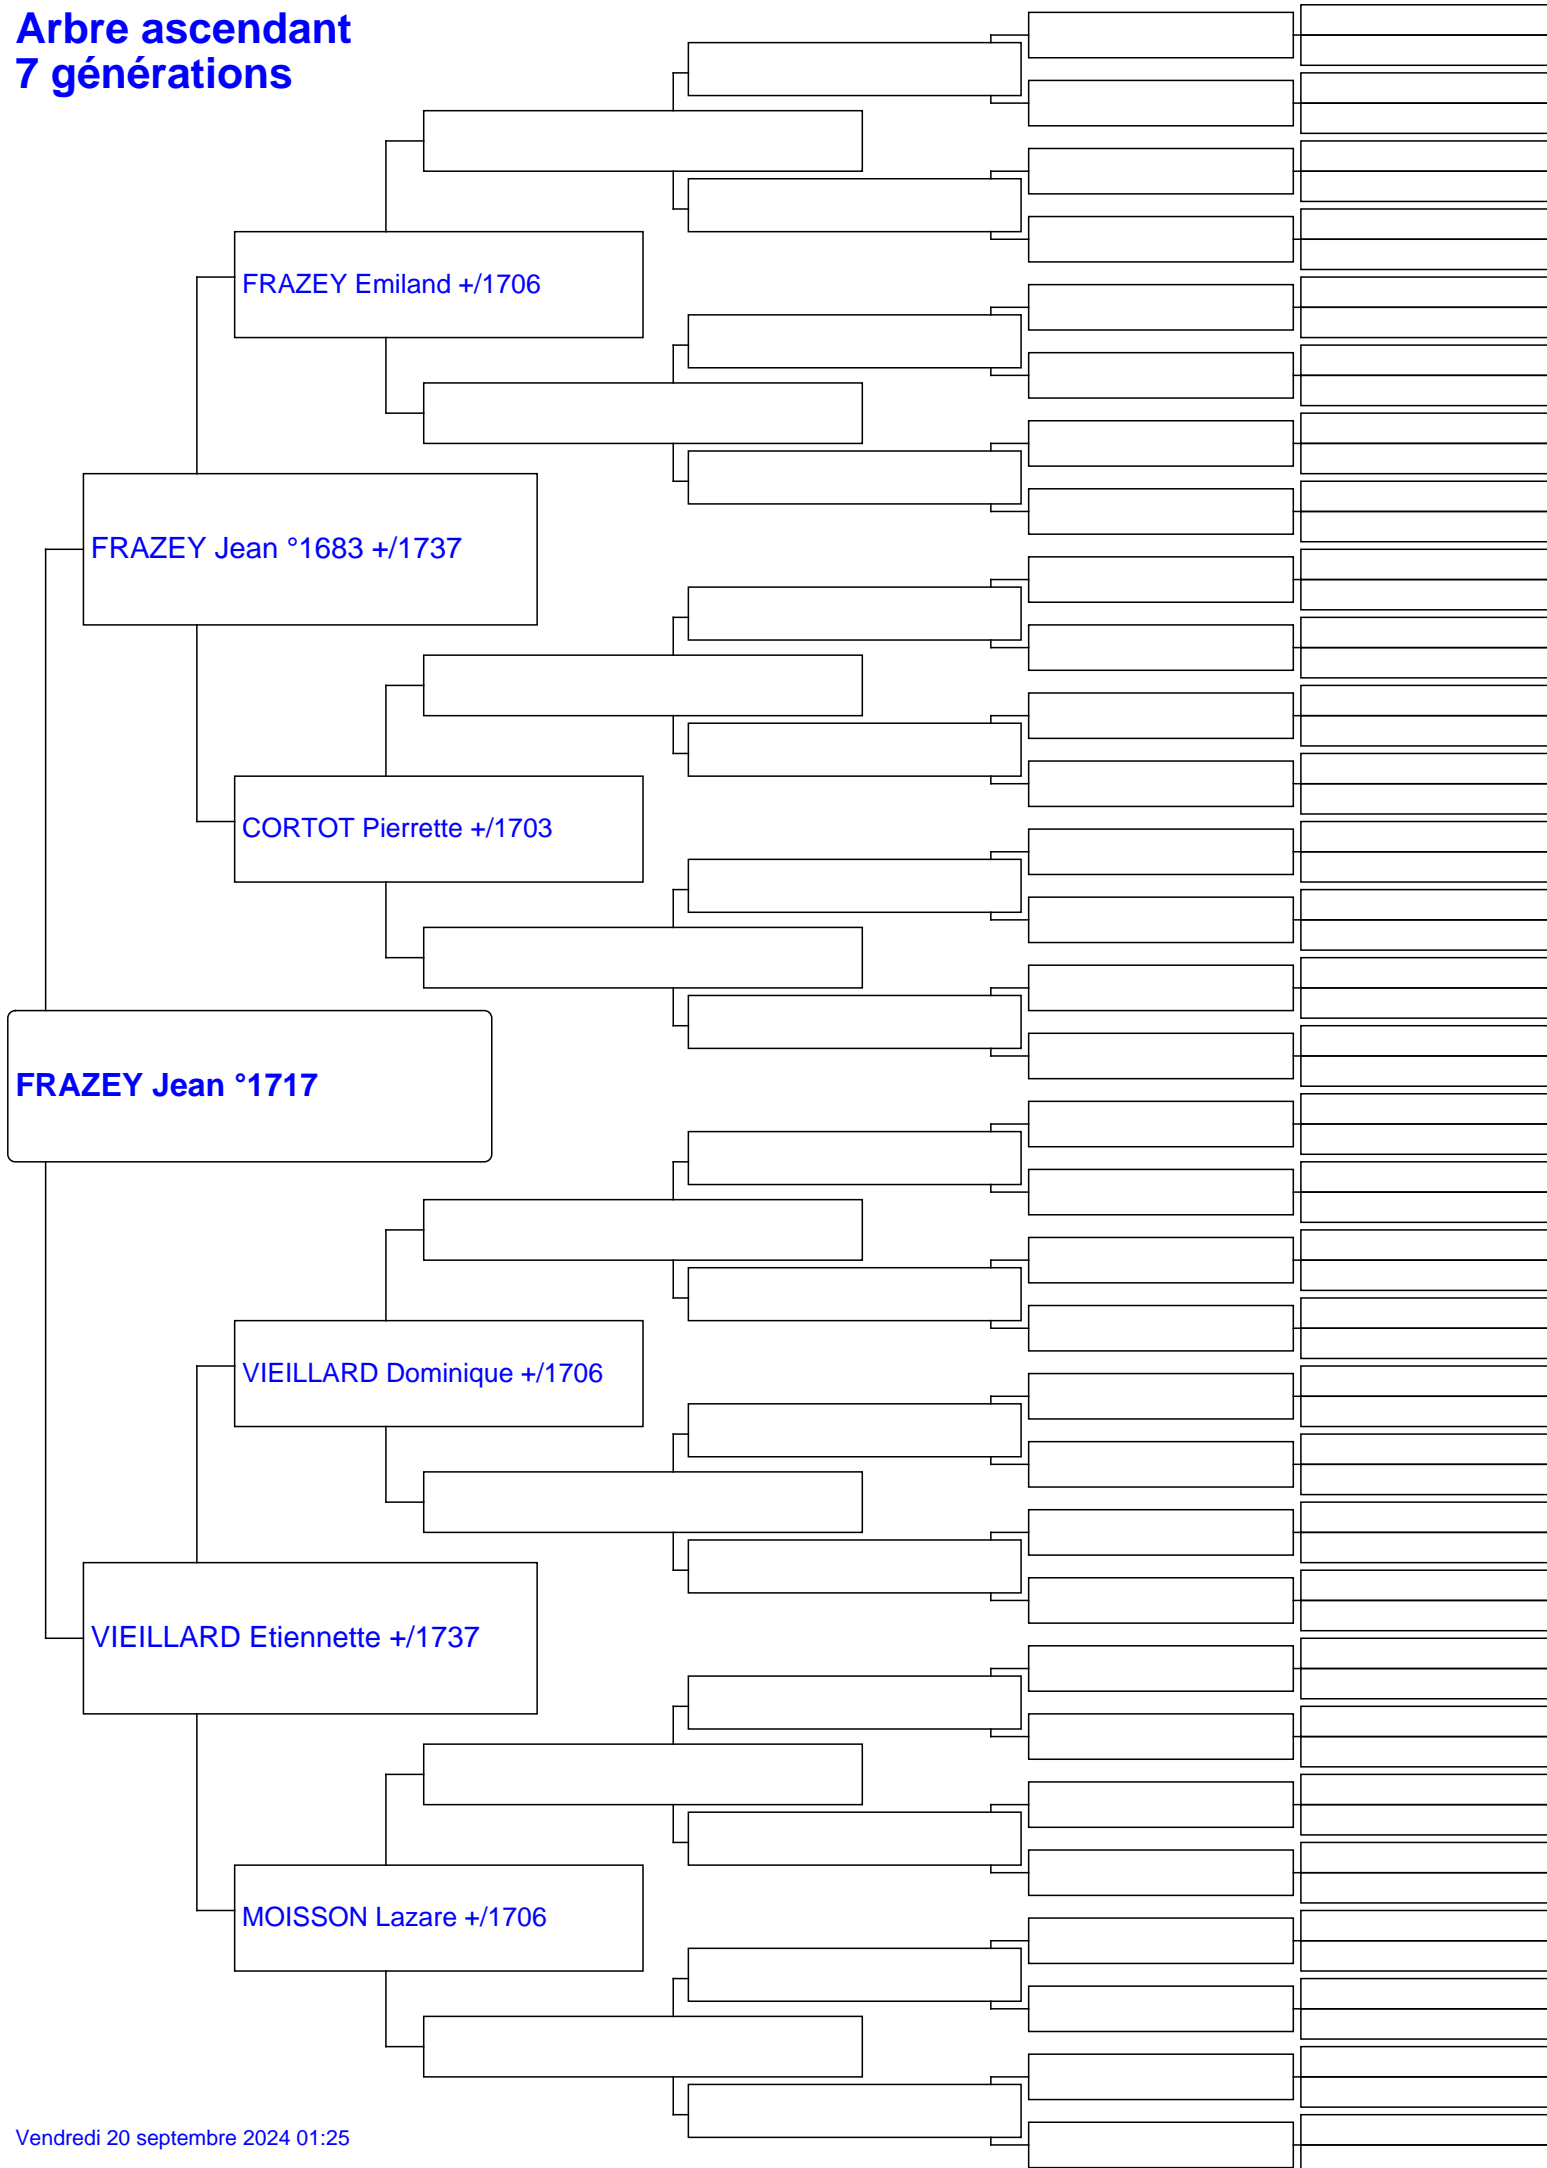 Arbre ascendant
7 générations
FRAZEY Emiland +/1706
FRAZEY Jean °1683 +/1737
CORTOT Pierrette +/1703
FRAZEY Jean °1717
VIEILLARD Dominique +/1706
VIEILLARD Etiennette +/1737
MOISSON Lazare +/1706
Vendredi 20 septembre 2024 01:25